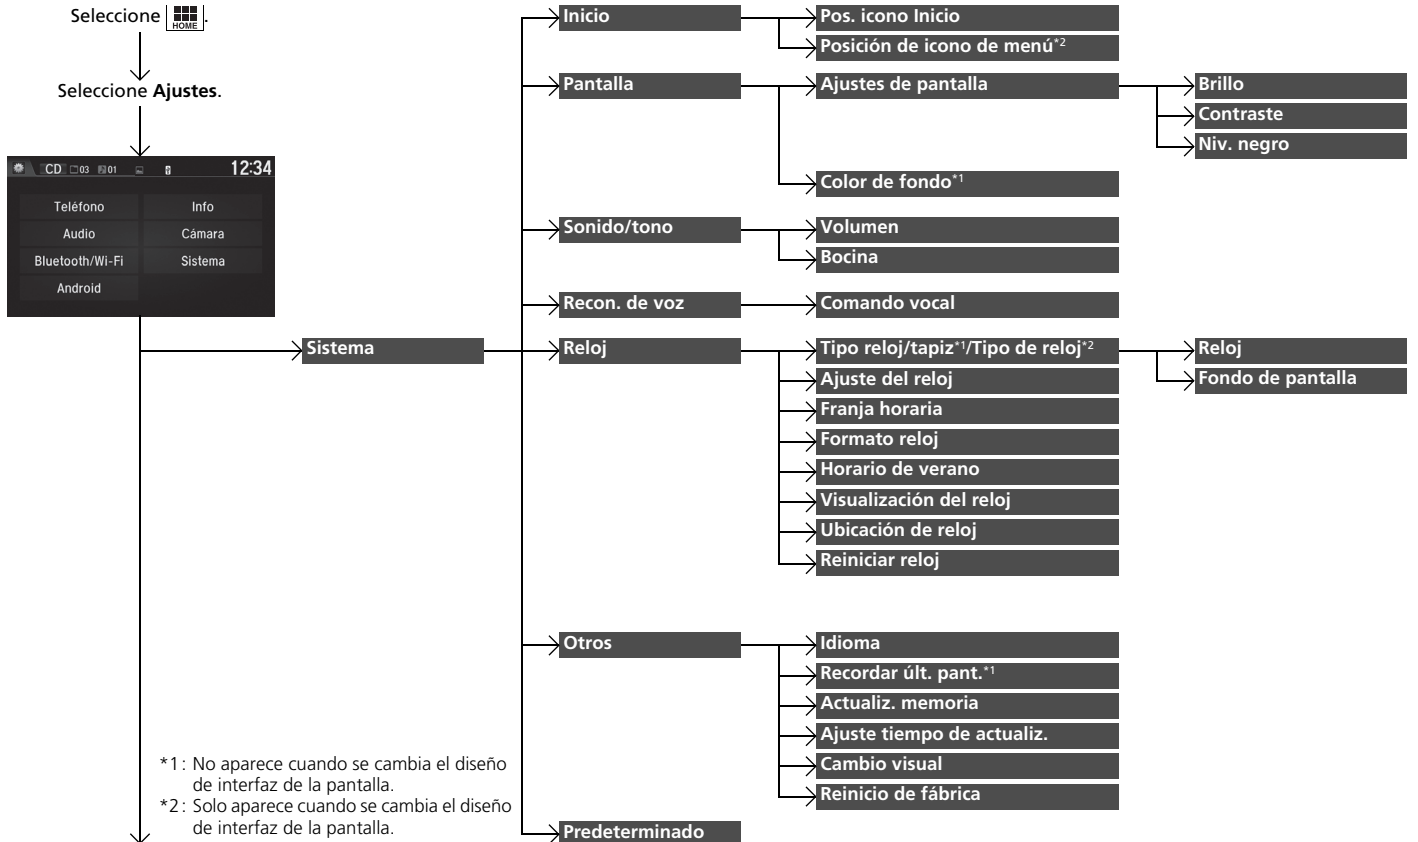 Seleccione HOME.
Seleccione Ajustes.
CD 03 01 12:34
Teléfono Info
Audio Cámara
Bluetooth/Wi-Fi Sistema
Android
Sistema
Inicio
Pos. icono Inicio
Posición de icono de menú*2
Pantalla
Ajustes de pantalla
Brillo
Contraste
Niv. negro
Color de fondo*1
Sonido/tono
Volumen
Bocina
Recon. de voz
Comando vocal
Reloj
Tipo reloj/tapiz*1/Tipo de reloj*2
Reloj
Fondo de pantalla
Ajuste del reloj
Franja horaria
Formato reloj
Horario de verano
Visualización del reloj
Ubicación de reloj
Reiniciar reloj
Otros
Idioma
Recordar últ. pant.*1
Actualiz. memoria
Ajuste tiempo de actualiz.
Cambio visual
Reinicio de fábrica
Predeterminado
*1: No aparece cuando se cambia el diseño
de interfaz de la pantalla.
*2: Solo aparece cuando se cambia el diseño
de interfaz de la pantalla.